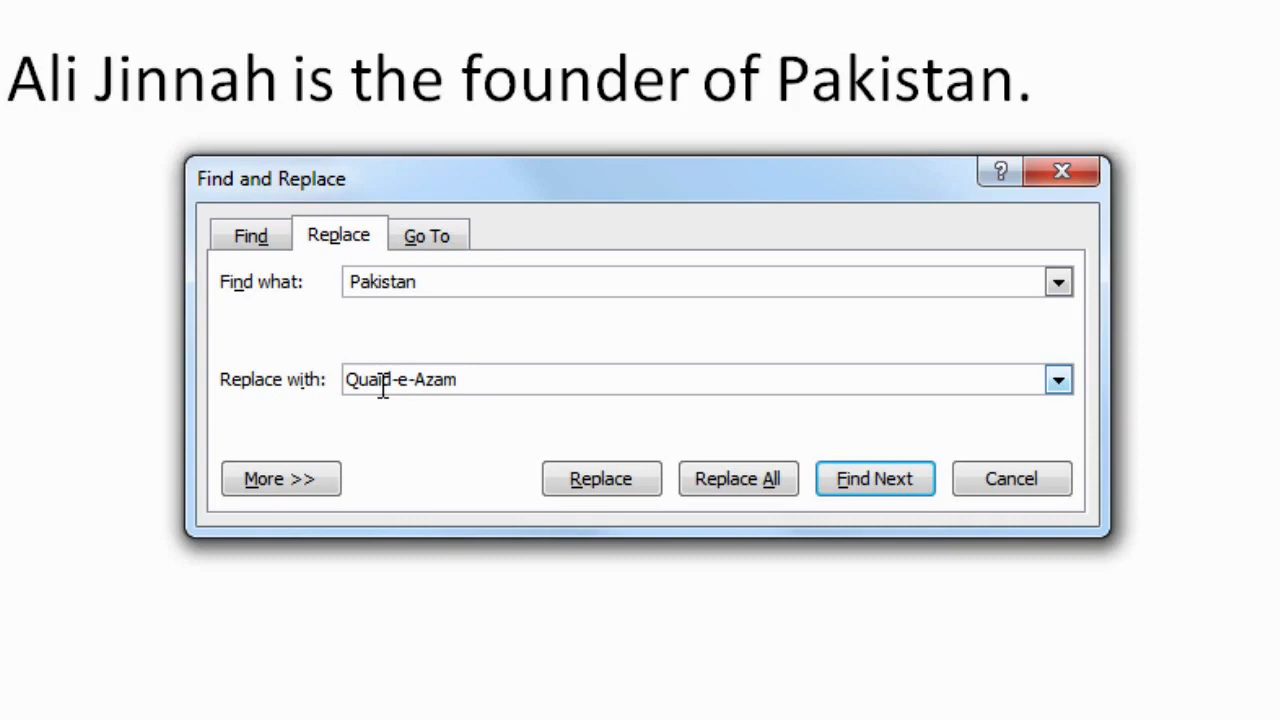 Ali Jinnah is the founder of Pakistan.
Find and Replace
?
Find Replace Go To
Find what: Pakistan
Replace with: Quaid-e-Azam
More >> Replace Replace All Find Next Cancel